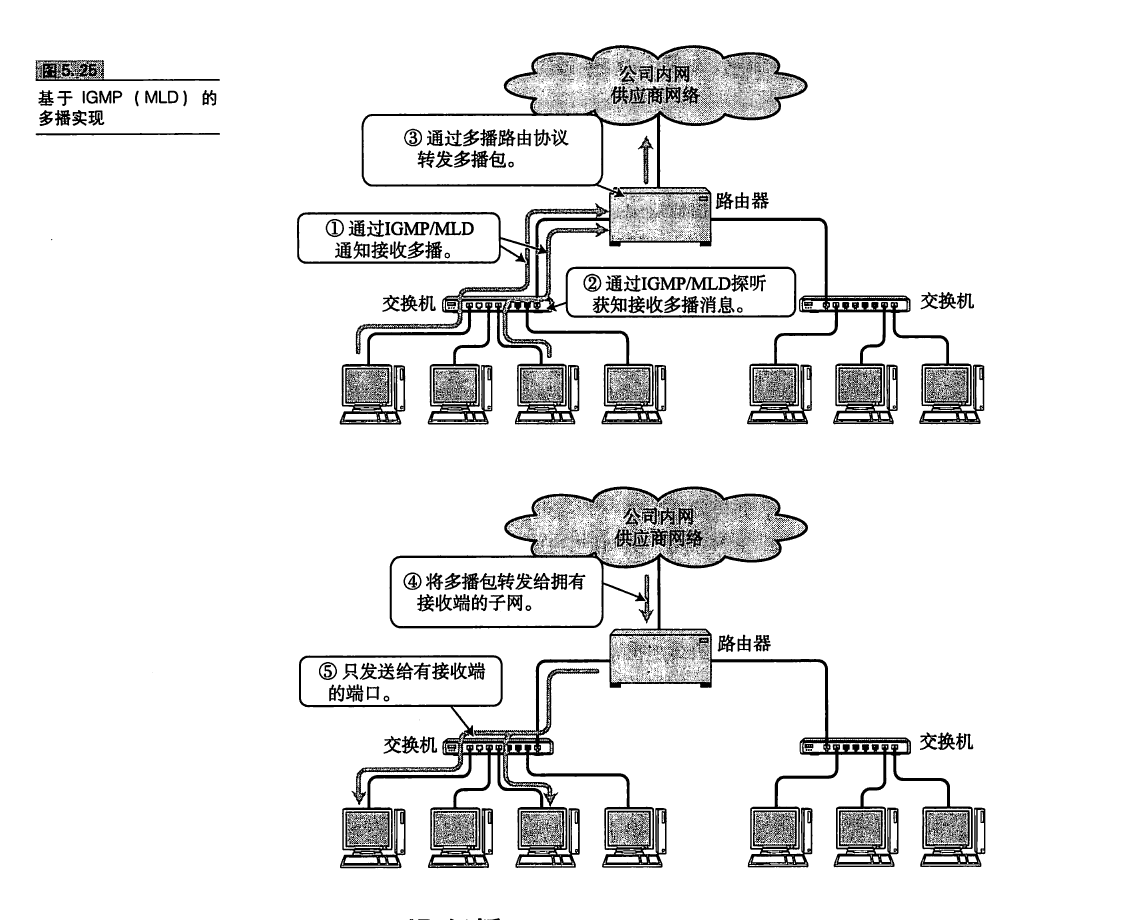 图5.25
基于 IGMP（MLD）的
多播实现
公司内网
供应商网络
③ 通过多播路由协议
转发多播包。
路由器
① 通过IGMP/MLD
通知接收多播。
② 通过IGMP/MLD探听
获知接收多播消息。
交换机
交换机
公司内网
供应商网络
④ 将多播包转发给拥有
接收端的子网。
路由器
⑤ 只发送给有接收端
的端口。
交换机
交换机